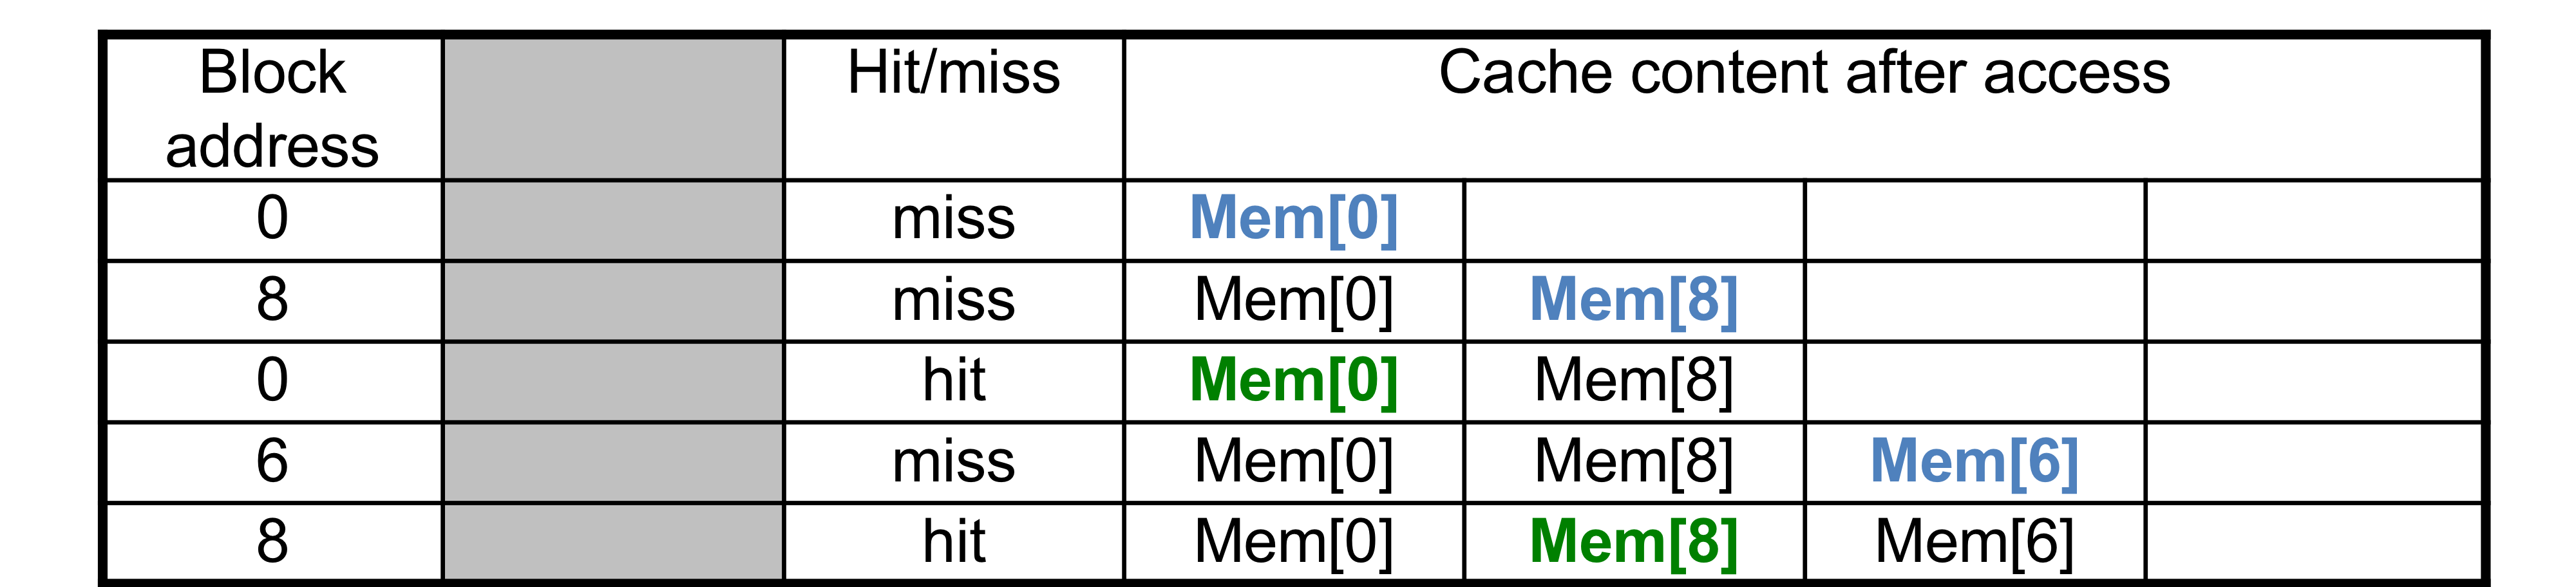 Block Hit/miss Cache content after access
address
0 miss Mem[0]
8 miss Mem[0] Mem[8]
0 hit Mem[0] Mem[8]
6 miss Mem[0] Mem[8] Mem[6]
8 hit Mem[0] Mem[8] Mem[6]